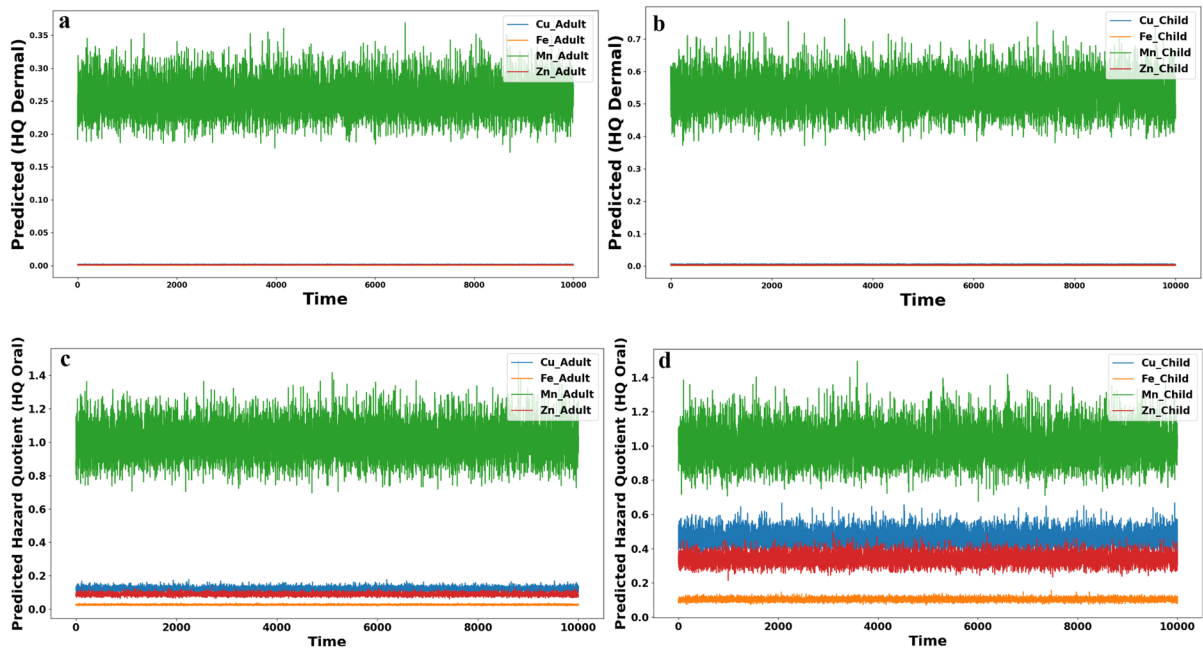 a
Cu_Adult
Fe_Adult
Mn_Adult
Zn_Adult
Predicted (HQ Dermal)
0.35
0.30
0.25
0.20
0.15
0.10
0.05
0.00
0 2000 4000 6000 8000 10000
Time
b
Cu_Child
Fe_Child
Mn_Child
Zn_Child
Predicted (HQ Dermal)
0.7
0.6
0.5
0.4
0.3
0.2
0.1
0.0
0 2000 4000 6000 8000 10000
Time
c
Cu_Adult
Fe_Adult
Mn_Adult
Zn_Adult
Predicted Hazard Quotient (HQ Oral)
1.4
1.2
1.0
0.8
0.6
0.4
0.2
0.0
0 2000 4000 6000 8000 10000
Time
d
Cu_Child
Fe_Child
Mn_Child
Zn_Child
Predicted Hazard Quotient (HQ Oral)
1.4
1.2
1.0
0.8
0.6
0.4
0.2
0.0
0 2000 4000 6000 8000 10000
Time